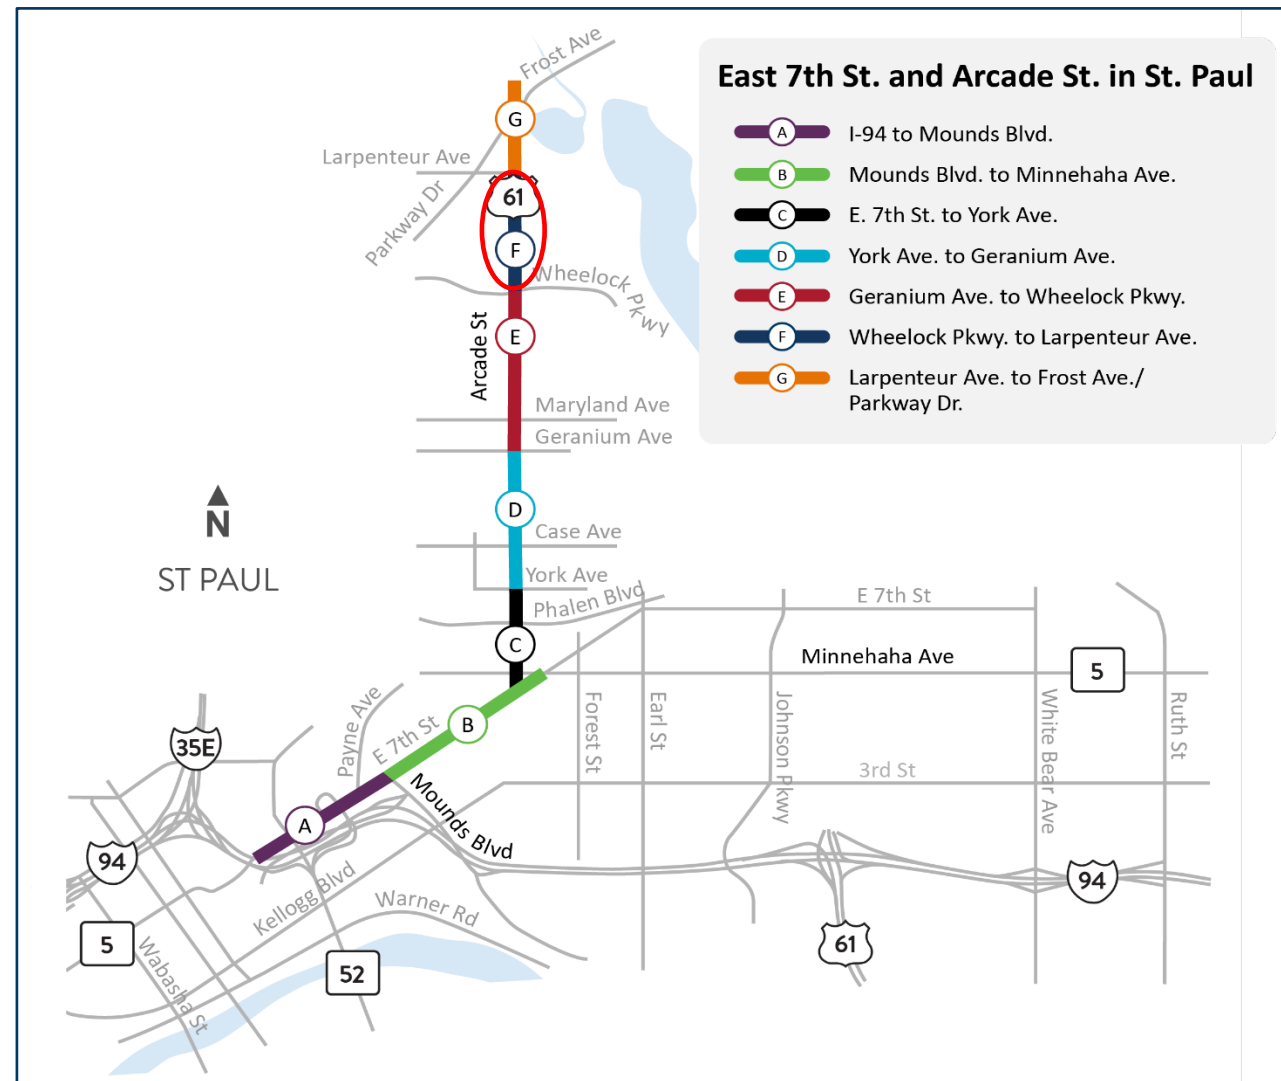 Frost Ave
East 7th St. and Arcade St. in St. Paul
A I-94 to Mounds Blvd.
B Mounds Blvd. to Minnehaha Ave.
C E. 7th St. to York Ave.
D York Ave. to Geranium Ave.
E Geranium Ave. to Wheelock Pkwy.
F Wheelock Pkwy. to Larpenteur Ave.
G Larpenteur Ave. to Frost Ave./
Parkway Dr.
G
Larpenteur Ave
61
Parkway Dr
F
Wheelock Pkwy
Arcade St
E
Maryland Ave
Geranium Ave
N
ST PAUL
D
Case Ave
York Ave
Phalen Blvd
E 7th St
C
Minnehaha Ave
5
Payne Ave
E 7th St
B
Forest St
Earl St
Johnson Pkwy
White Bear Ave
Ruth St
35E
3rd St
Mounds Blvd
A
94
Kellogg Blvd
Warner Rd
94
5
Wabasha St
52
61